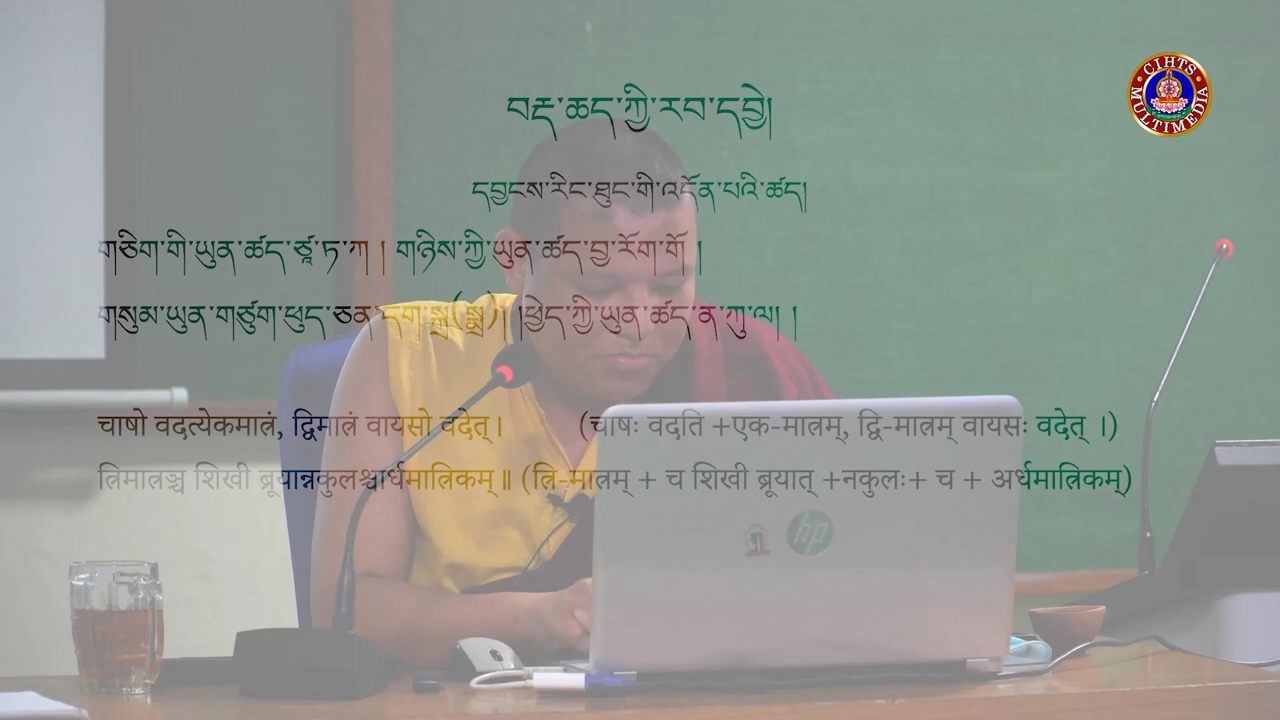 བརྡ་ཆད་ཀྱི་རབ་དབྱེ།
དབྱངས་རིང་ཐུང་གི་འདོན་པའི་ཚད།
གཅིག་གི་ཡུན་ཚད་ཙཱ་ཏ་ཀ ། གཉིས་ཀྱི་ཡུན་ཚད་བྱ་རོག་གོ །
གསུམ་ཡུན་གཙུག་ཕུད་ཅན་དག་སྒྲ(སྨྲ)། །ཕྱེད་ཀྱི་ཡུན་ཚད་ན་ཀུ་ལ། །
चाषो वदत्येकमात्रं, द्विमात्रं वायसो वदेत्। (चाषः वदति +एक-मात्रम्, द्वि-मात्रम् वायसः वदेत् ।)
त्रिमात्रञ्च शिखी ब्रूयान्नकुलश्चार्धमात्रिकम्॥ (त्रि-मात्रम् + च शिखी ब्रूयात् +नकुलः+ च + अर्धमात्रिकम्)
CIHTS
MULTIMEDIA
hp